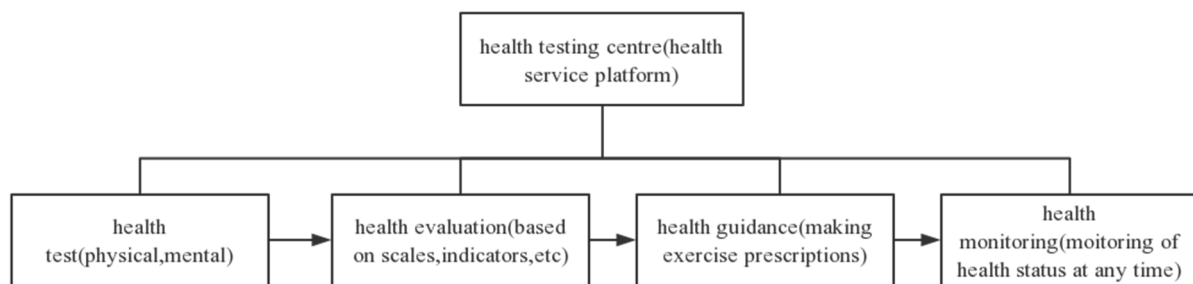 health testing centre(health
service platform)
health
test(physical,mental)
health evaluation(based
on scales,indicators,etc)
health guidance(making
exercise prescriptions)
health
monitoring(moitoring of
health status at any time)